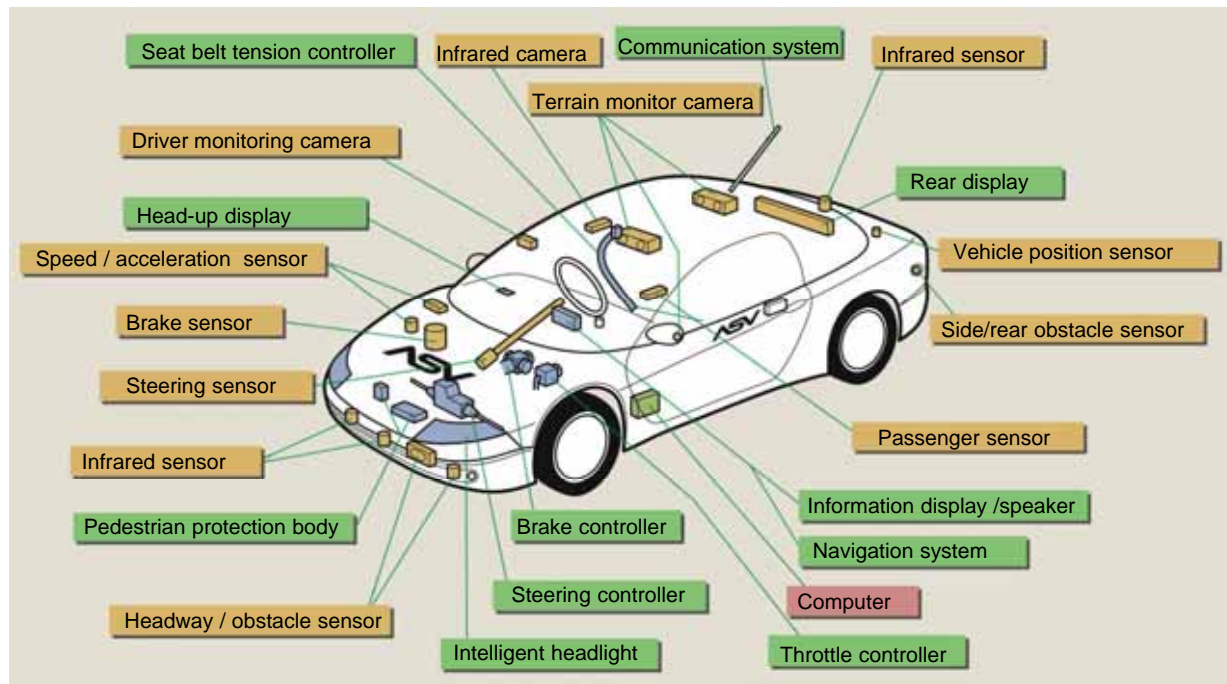 Seat belt tension controller
Infrared camera
Communication system
Infrared sensor
Terrain monitor camera
Driver monitoring camera
Rear display
Head-up display
Speed / acceleration sensor
Vehicle position sensor
Brake sensor
ASV
Side/rear obstacle sensor
Steering sensor
ASV
Passenger sensor
Infrared sensor
Information display /speaker
Pedestrian protection body
Brake controller
Navigation system
Steering controller
Computer
Headway / obstacle sensor
Intelligent headlight
Throttle controller